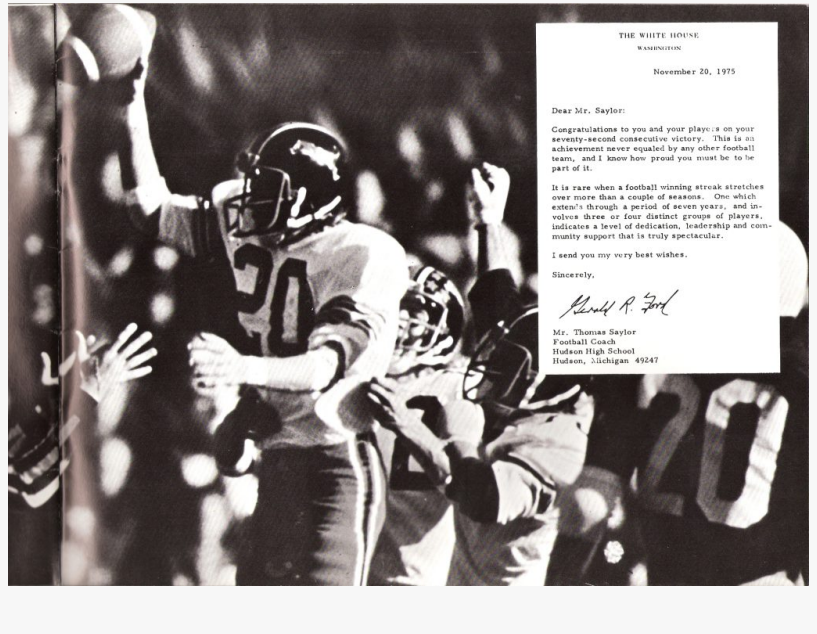 THE WHITE HOUSE
WASHINGTON
November 20, 1975
Dear Mr. Saylor:
Congratulations to you and your players on your
seventy-second consecutive victory. This is an
achievement never equaled by any other football
team, and I know how proud you must be to be
part of it.
It is rare when a football winning streak stretches
over more than a couple of seasons. One which
extends through a period of seven years, and in-
volves three or four distinct groups of players,
indicates a level of dedication, leadership and com-
munity support that is truly spectacular.
I send you my very best wishes.
Sincerely,
Gerald R. Ford
Mr. Thomas Saylor
Football Coach
Hudson High School
Hudson, Michigan 49247
20
20